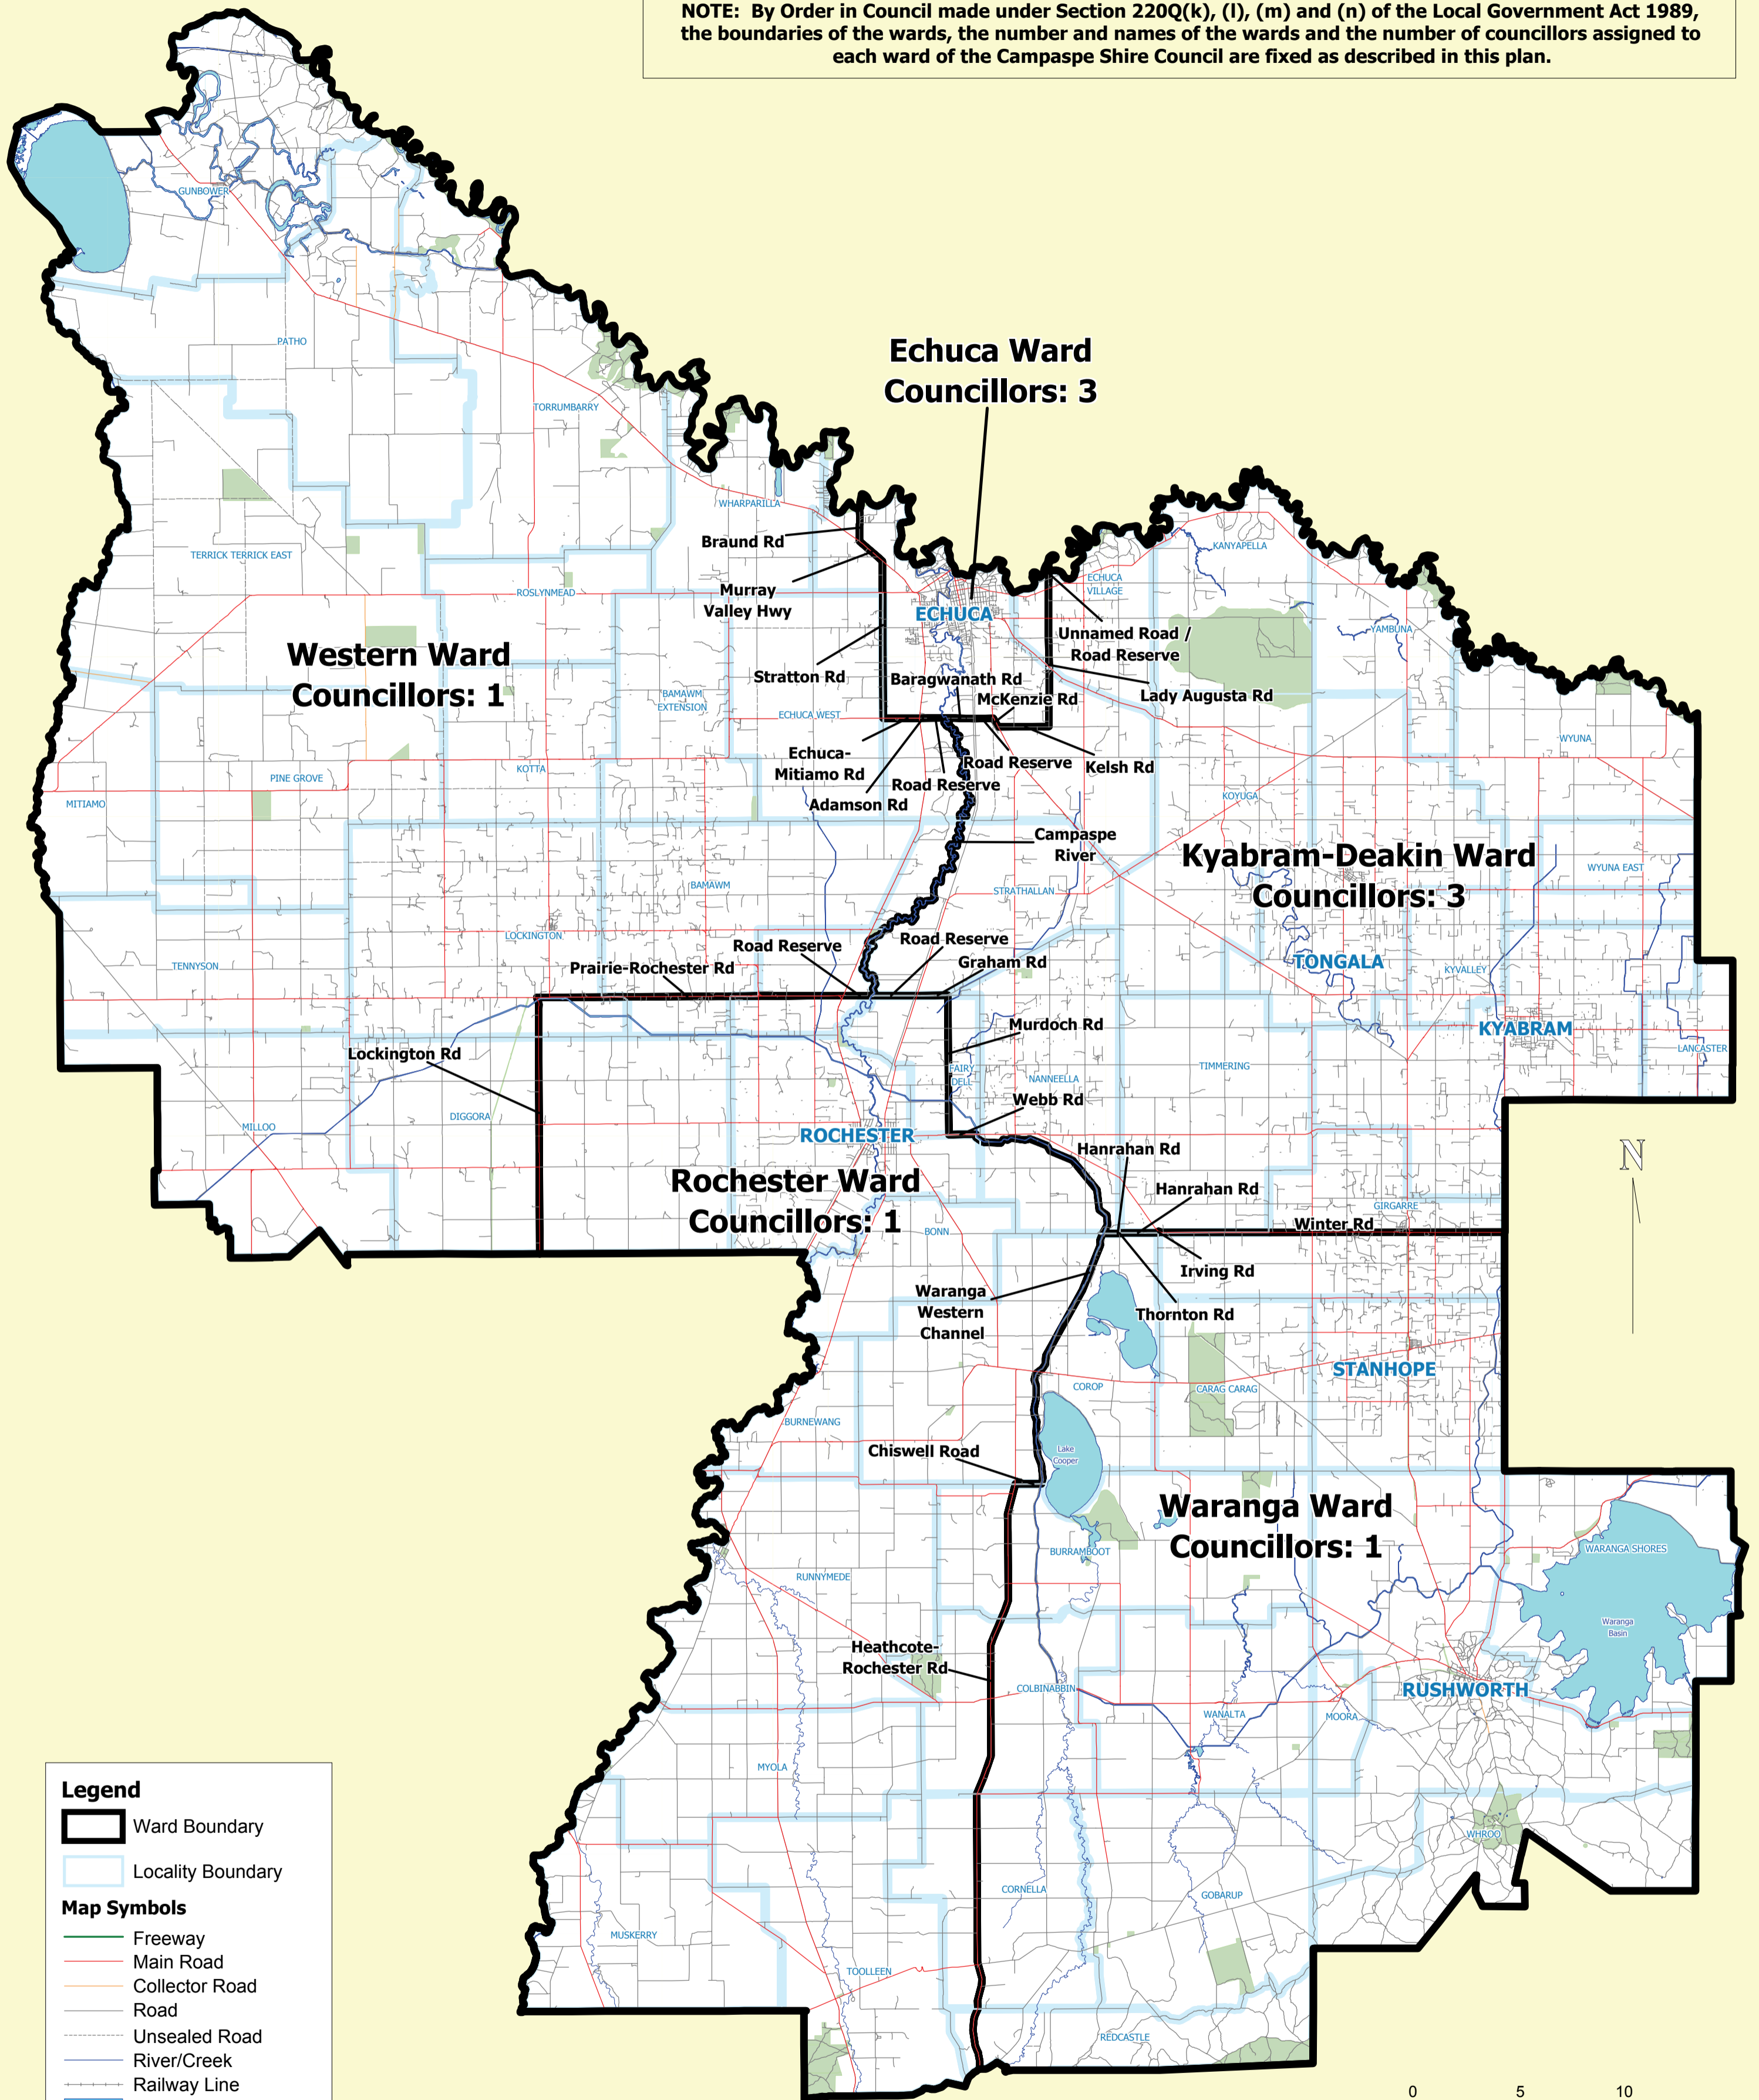 NOTE: By Order in Council made under Section 220Q(k), (l), (m) and (n) of the Local Government Act 1989,
the boundaries of the wards, the number and names of the wards and the number of councillors assigned to
each ward of the Campaspe Shire Council are fixed as described in this plan.
GUNBOWER
PATHO
Echuca Ward
Councillors: 3
TORRUMBARRY
WHARPARILLA
Braund Rd
KANYAPELLA
TERRICK TERRICK EAST
ROSLYNMEAD
Murray
Valley Hwy
ECHUCA
VILLAGE
ECHUCA
YAMBUNA
Unnamed Road /
Road Reserve
Western Ward
Councillors: 1
Stratton Rd
Baragwanath Rd
McKenzie Rd
Lady Augusta Rd
BAMAWM
EXTENSION
ECHUCA WEST
WYUNA
Echuca-
Mitiamo Rd
Road Reserve
Kelsh Rd
KOTTA
PINE GROVE
Road Reserve
MITIAMO
Adamson Rd
KOYUGA
Campaspe
River
Kyabram-Deakin Ward
Councillors: 3
WYUNA EAST
BAMAWM
STRATHALLAN
LOCKINGTON
Road Reserve
Road Reserve
TENNYSON
Prairie-Rochester Rd
Graham Rd
TONGALA
KYVALLEY
Murdoch Rd
KYABRAM
LANCASTER
Lockington Rd
FAIRY
DELL
NANNEELLA
TIMMERING
Webb Rd
DIGGORA
MILLOO
ROCHESTER
Hanrahan Rd
N
Rochester Ward
Councillors: 1
Hanrahan Rd
GIRGARRE
Winter Rd
BONN
Irving Rd
Waranga
Western
Channel
Thornton Rd
STANHOPE
COROP
CARAG CARAG
BURNEWANG
Chiswell Road
Lake
Cooper
Waranga Ward
Councillors: 1
BURRAMBOOT
WARANGA SHORES
RUNNYMEDE
Waranga
Basin
Heathcote-
Rochester Rd
COLBINABBIN
RUSHWORTH
WANALTA
MOORA
MYOLA
WHROO
CORNELLA
GOBARUP
MUSKERRY
TOOLLEEN
REDCASTLE
Legend
Ward Boundary
Locality Boundary
Map Symbols
Freeway
Main Road
Collector Road
Road
Unsealed Road
River/Creek
Railway Line
0 5 10